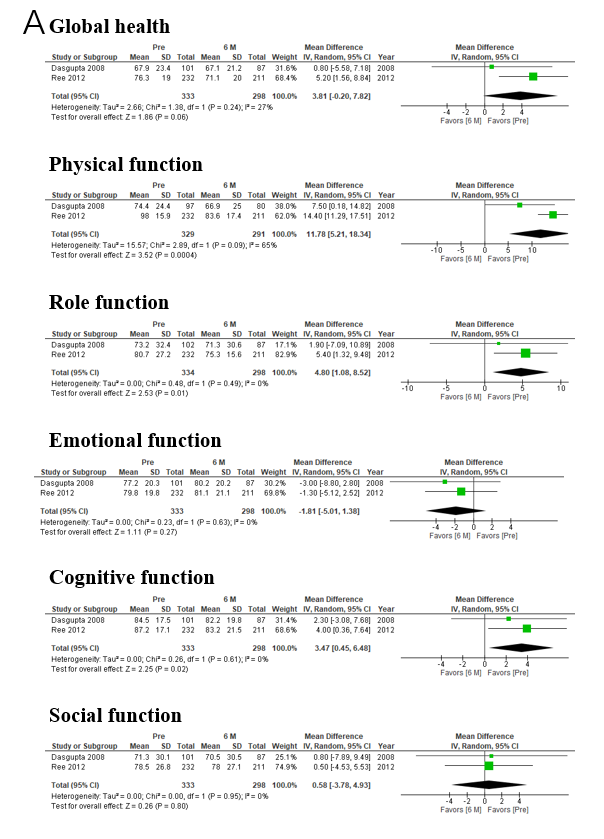 A Global health
Pre 6 M Mean Difference Mean Difference
Study or Subgroup Mean SD Total Mean SD Total Weight IV, Random, 95% CI Year IV, Random, 95% CI
Dasgupta 2008 67.9 23.4 101 67.1 21.2 87 31.6% 0.80 [-5.58, 7.18] 2008
Ree 2012 76.3 19 232 71.1 20 211 68.4% 5.20 [1.56, 8.84] 2012
Total (95% CI) 333 298 100.0% 3.81 [-0.20, 7.82]
Heterogeneity: Tau² = 2.66; Chi² = 1.38, df = 1 (P = 0.24); I² = 27%
Test for overall effect: Z = 1.86 (P = 0.06)
-4 -2 0 2 4
Favors [6 M] Favors [Pre]
Physical function
Pre 6 M Mean Difference Mean Difference
Study or Subgroup Mean SD Total Mean SD Total Weight IV, Random, 95% CI Year IV, Random, 95% CI
Dasgupta 2008 74.4 24.4 97 66.9 25 80 38.0% 7.50 [0.18, 14.82] 2008
Ree 2012 98 15.9 232 83.6 17.4 211 62.0% 14.40 [11.29, 17.51] 2012
Total (95% CI) 329 291 100.0% 11.78 [5.21, 18.34]
Heterogeneity: Tau² = 15.57; Chi² = 2.89, df = 1 (P = 0.09); I² = 65%
Test for overall effect: Z = 3.52 (P = 0.0004)
-10 -5 0 5 10
Favors [6 M] Favors [Pre]
Role function
Pre 6 M Mean Difference Mean Difference
Study or Subgroup Mean SD Total Mean SD Total Weight IV, Random, 95% CI Year IV, Random, 95% CI
Dasgupta 2008 73.2 32.4 102 71.3 30.6 87 17.1% 1.90 [-7.09, 10.89] 2008
Ree 2012 80.7 27.2 232 75.3 15.6 211 82.9% 5.40 [1.32, 9.48] 2012
Total (95% CI) 334 298 100.0% 4.80 [1.08, 8.52]
Heterogeneity: Tau² = 0.00; Chi² = 0.48, df = 1 (P = 0.49); I² = 0%
Test for overall effect: Z = 2.53 (P = 0.01)
-10 -5 0 5 10
Favors [6 M] Favors [Pre]
Emotional function
Pre 6 M Mean Difference Mean Difference
Study or Subgroup Mean SD Total Mean SD Total Weight IV, Random, 95% CI Year IV, Random, 95% CI
Dasgupta 2008 77.2 20.3 101 80.2 20.2 87 30.2% -3.00 [-8.80, 2.80] 2008
Ree 2012 79.8 19.8 232 81.1 21.1 211 69.8% -1.30 [-5.12, 2.52] 2012
Total (95% CI) 333 298 100.0% -1.81 [-5.01, 1.38]
Heterogeneity: Tau² = 0.00; Chi² = 0.23, df = 1 (P = 0.63); I² = 0%
Test for overall effect: Z = 1.11 (P = 0.27)
-4 -2 0 2 4
Favors [6 M] Favors [Pre]
Cognitive function
Pre 6 M Mean Difference Mean Difference
Study or Subgroup Mean SD Total Mean SD Total Weight IV, Random, 95% CI Year IV, Random, 95% CI
Dasgupta 2008 84.5 17.5 101 82.2 19.8 87 31.4% 2.30 [-3.08, 7.68] 2008
Ree 2012 87.2 17.1 232 83.2 21.5 211 68.6% 4.00 [0.36, 7.64] 2012
Total (95% CI) 333 298 100.0% 3.47 [0.45, 6.48]
Heterogeneity: Tau² = 0.00; Chi² = 0.26, df = 1 (P = 0.61); I² = 0%
Test for overall effect: Z = 2.25 (P = 0.02)
-4 -2 0 2 4
Favors [6 M] Favors [Pre]
Social function
Pre 6 M Mean Difference Mean Difference
Study or Subgroup Mean SD Total Mean SD Total Weight IV, Random, 95% CI Year IV, Random, 95% CI
Dasgupta 2008 71.3 30.1 101 70.5 30.5 87 25.1% 0.80 [-7.89, 9.49] 2008
Ree 2012 78.5 26.8 232 78 27.1 211 74.9% 0.50 [-4.53, 5.53] 2012
Total (95% CI) 333 298 100.0% 0.58 [-3.78, 4.93]
Heterogeneity: Tau² = 0.00; Chi² = 0.00, df = 1 (P = 0.95); I² = 0%
Test for overall effect: Z = 0.26 (P = 0.80)
-4 -2 0 2 4
Favors [6 M] Favors [Pre]